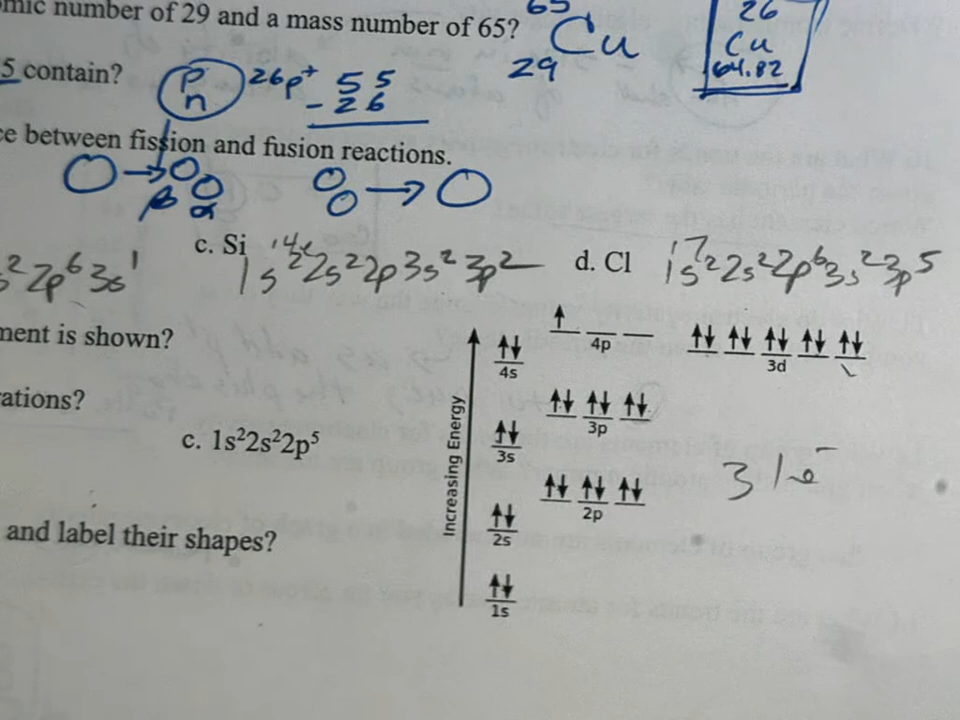 mic number of 29 and a mass number of 65? 65 Cu 29
26 Cu 64.82
5 contain? p n 26p⁺ 55 - 26
ce between fission and fusion reactions.
β α
c. Si 14e d. Cl 17
²2p⁶3s¹ 1s²2s²2p3s²3p² 1s²2s²2p⁶3s²3p⁵
ment is shown?
4s 4p 3d
ations?
3s 3p
c. 1s²2s²2p⁵
31e⁻
Increasing Energy
2s 2p
and label their shapes?
1s